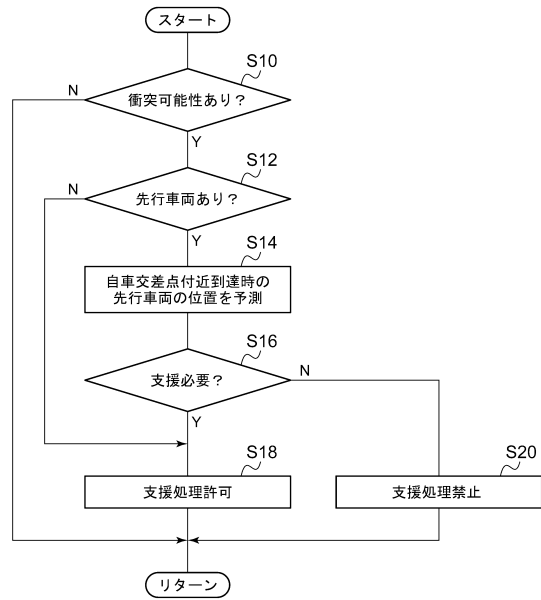 スタート
S10
N
衝突可能性あり？
Y
S12
N
先行車両あり？
Y
S14
自車交差点付近到達時の
先行車両の位置を予測
S16
支援必要？
N
Y
S18
支援処理許可
S20
支援処理禁止
リターン